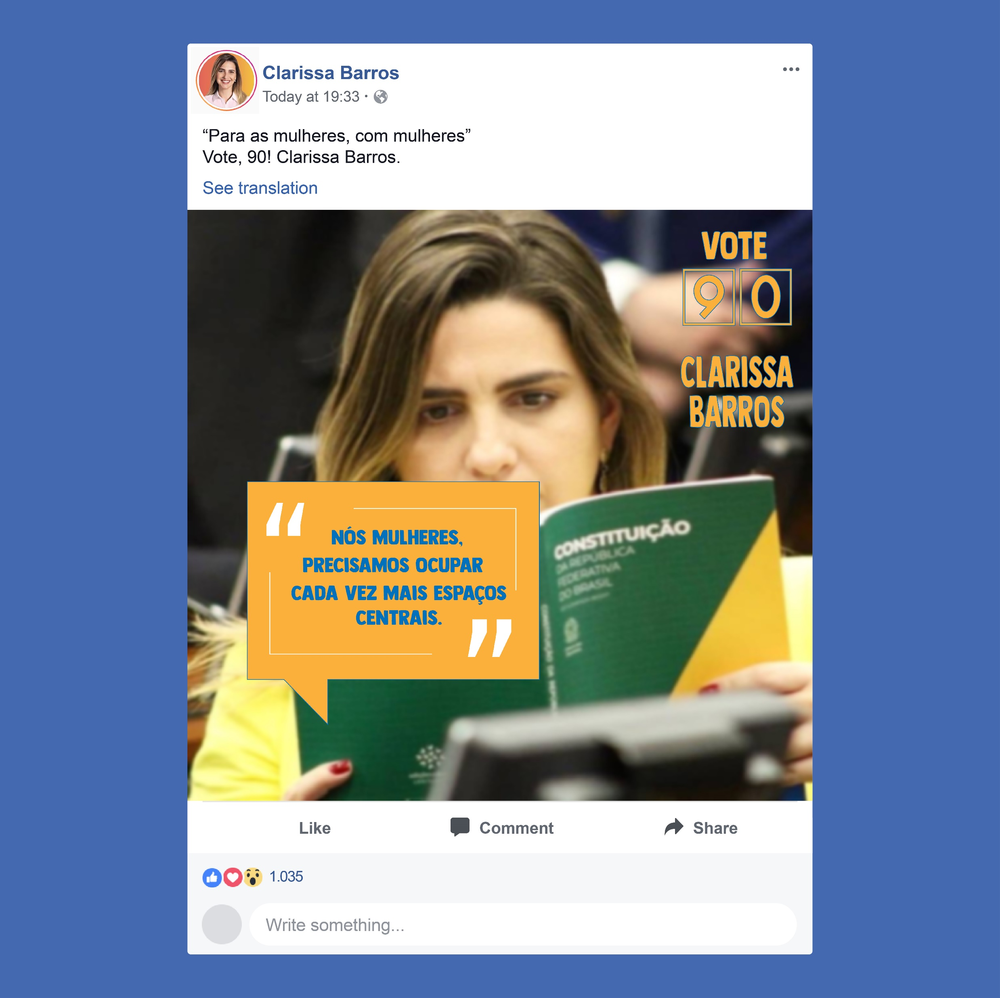 Clarissa Barros
Today at 19:33 ·
“Para as mulheres, com mulheres”
Vote, 90! Clarissa Barros.
See translation
VOTE
90
CLARISSA
BARROS
“
NÓS MULHERES,
PRECISAMOS OCUPAR
CADA VEZ MAIS ESPAÇOS
CENTRAIS.
”
CONSTITUIÇÃO
DA REPÚBLICA
FEDERATIVA
DO BRASIL
Like
Comment
Share
1.035
Write something...